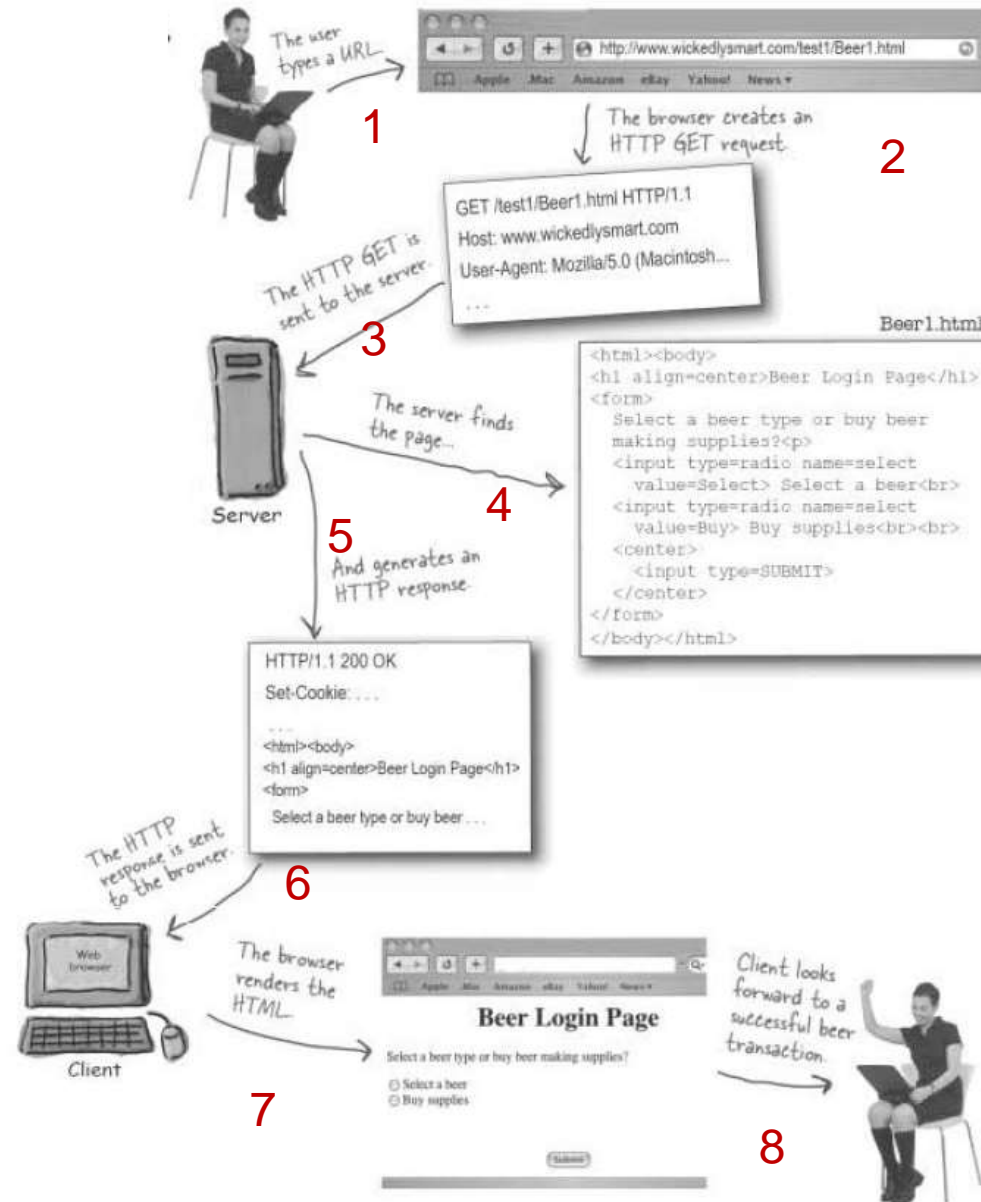 The user
types a URL.
1
http://www.wickedlysmart.com/test1/Beer1.html
Apple .Mac Amazon eBay Yahoo! News
The browser creates an
HTTP GET request.
2
GET /test1/Beer1.html HTTP/1.1
Host: www.wickedlysmart.com
User-Agent: Mozilla/5.0 (Macintosh...
. . .
The HTTP GET is
sent to the server.
3
Server
The server finds
the page...
4
Beer1.html
<html><body>
<h1 align=center>Beer Login Page</h1>
<form>
Select a beer type or buy beer
making supplies?<p>
<input type=radio name=select
value=Select> Select a beer<br>
<input type=radio name=select
value=Buy> Buy supplies<br><br>
<center>
<input type=SUBMIT>
</center>
</form>
</body></html>
5
And generates an
HTTP response.
HTTP/1.1 200 OK
Set-Cookie: . . .
. . . .
<html><body>
<h1 align=center>Beer Login Page</h1>
<form>
Select a beer type or buy beer . . .
The HTTP
response is sent
to the browser.
6
Web
browser
Client
The browser
renders the
HTML.
7
Apple .Mac Amazon eBay Yahoo! News
Beer Login Page
Select a beer type or buy beer making supplies?
Select a beer
Buy supplies
Submit
Client looks
forward to a
successful beer
transaction.
8